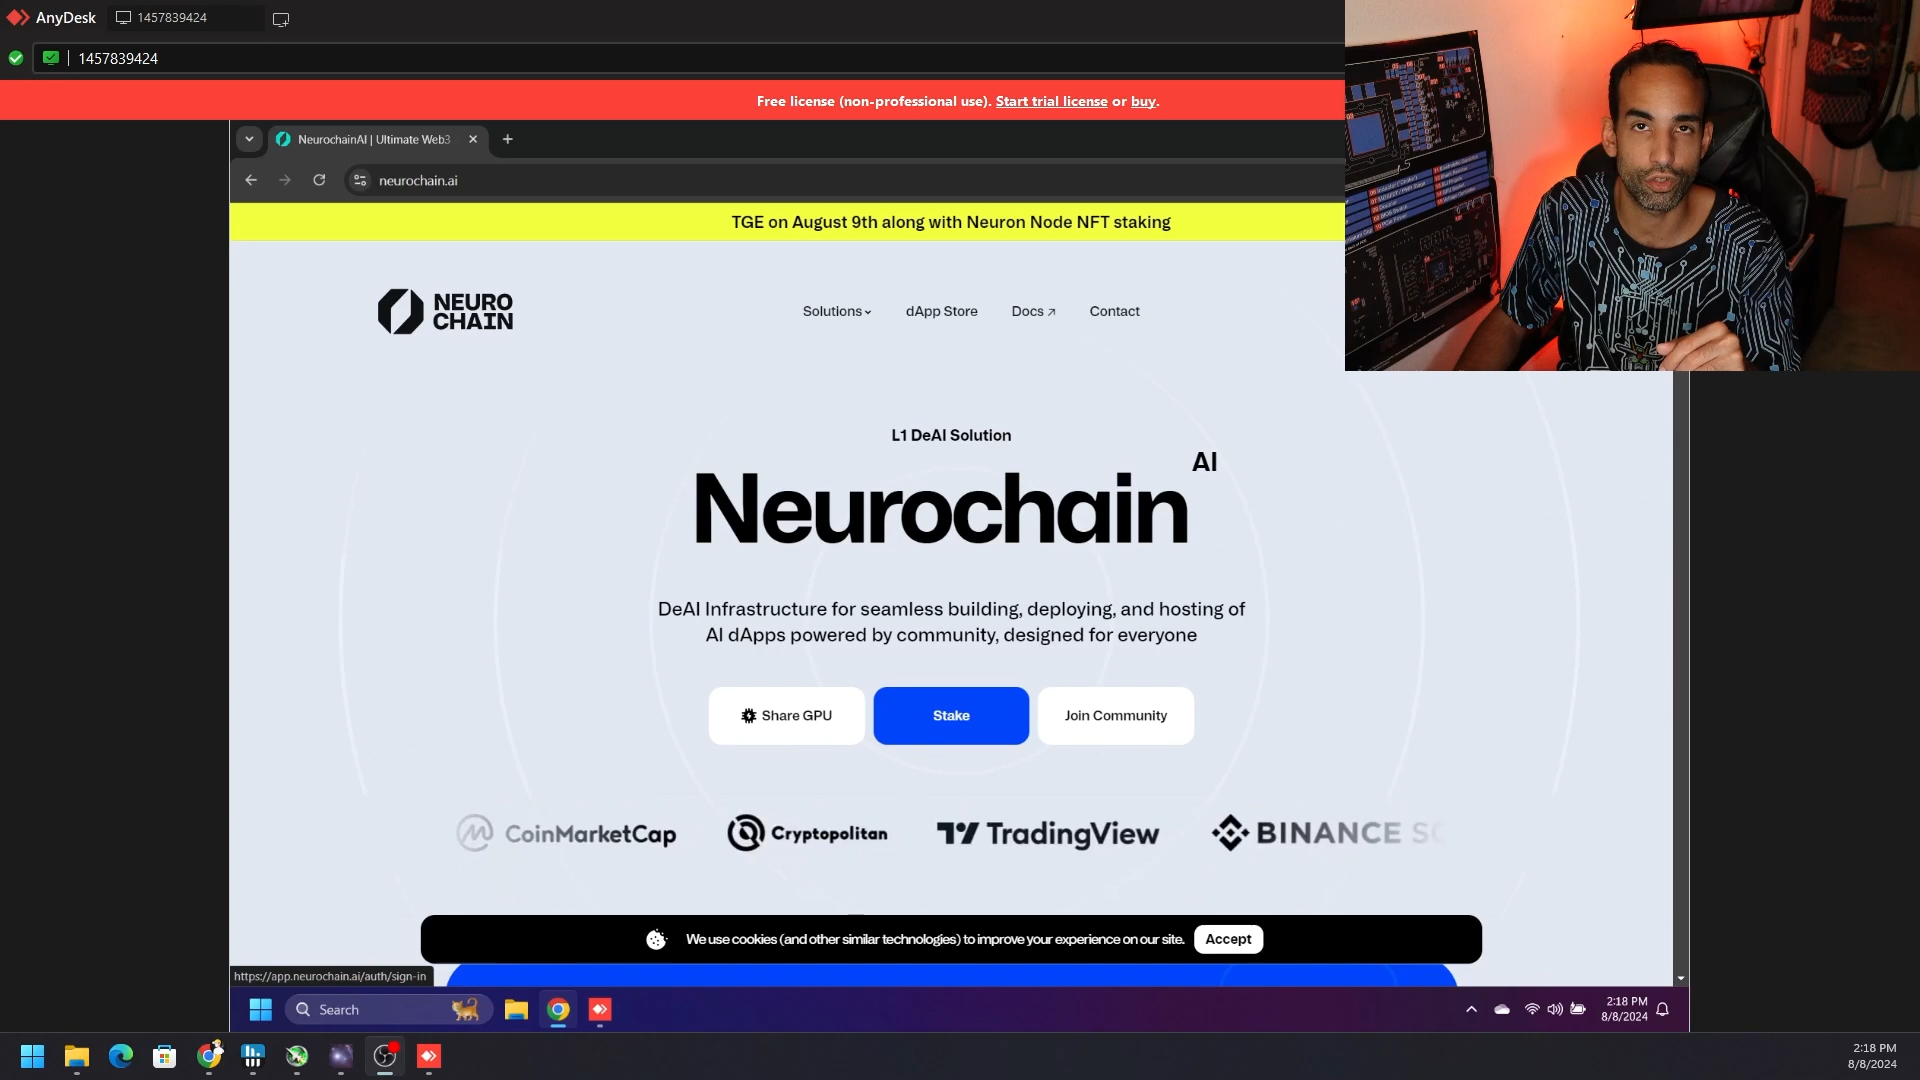 AnyDesk
1457839424
1457839424
Free license (non-professional use). Start trial license or buy.
NeurochainAI | Ultimate Web3
neurochain.ai
TGE on August 9th along with Neuron Node NFT staking
NEURO
CHAIN
Solutions
dApp Store
Docs ↗
Contact
L1 DeAI Solution
Neurochain AI
DeAI Infrastructure for seamless building, deploying, and hosting of
AI dApps powered by community, designed for everyone
Share GPU
Stake
Join Community
CoinMarketCap
Cryptopolitan
TradingView
BINANCE
We use cookies (and other similar technologies) to improve your experience on our site.
Accept
https://app.neurochain.ai/auth/sign-in
Search
2:18 PM
8/8/2024
2:18 PM
8/8/2024